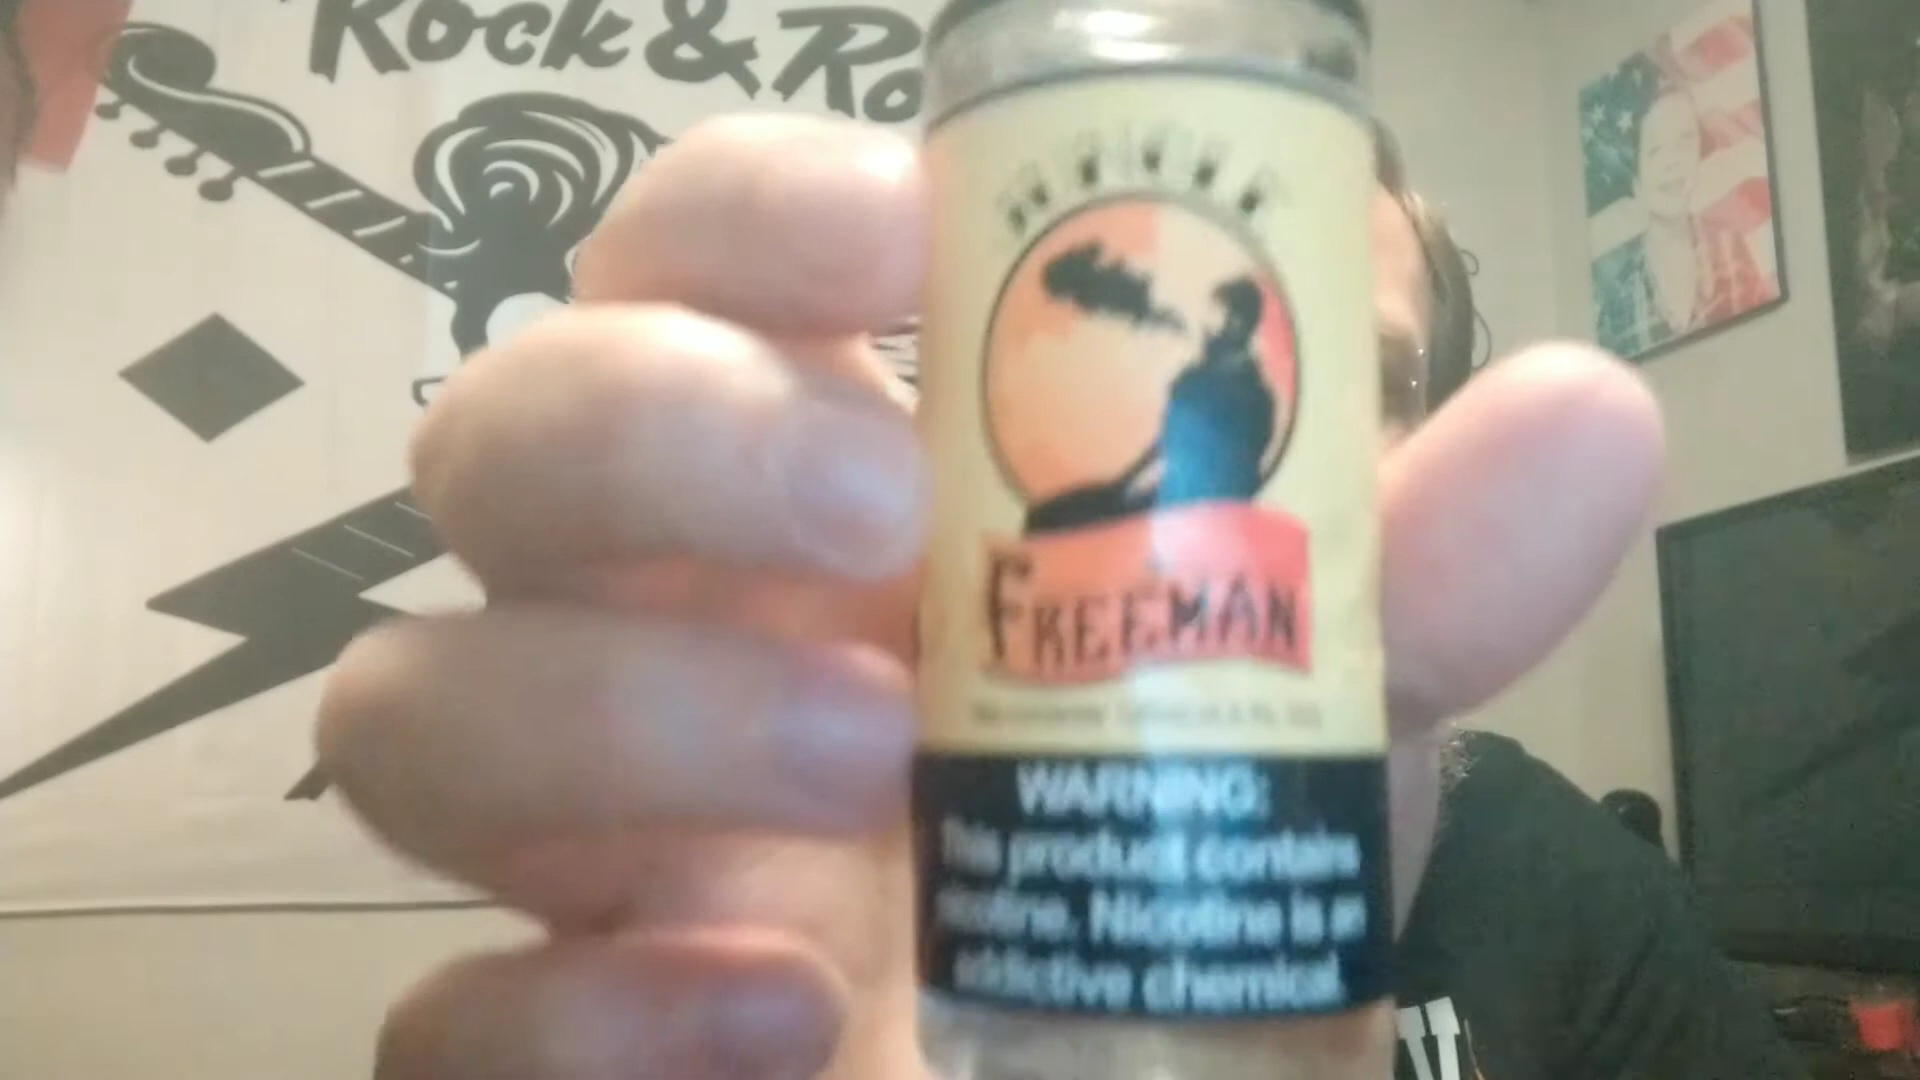 Rock & Ro
FREEMAN
WARNING:
This product contains
nicotine. Nicotine is an
addictive chemical.